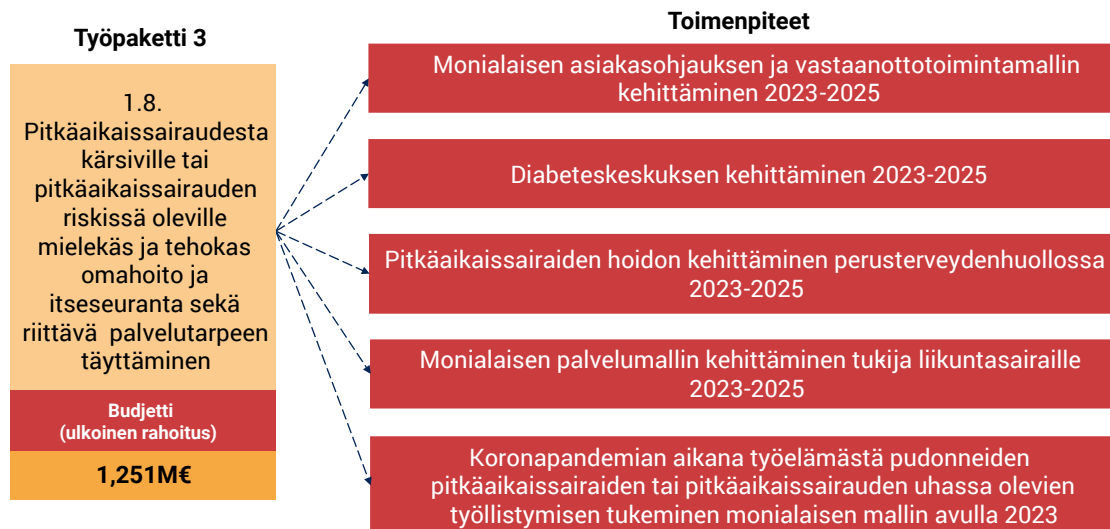 Työpaketti 3
1.8.
Pitkäaikaissairaudesta
kärsiville tai
pitkäaikaissairauden
riskissä oleville
mielekäs ja tehokas
omahoito ja
itseseuranta sekä
riittävä palvelutarpeen
täyttäminen
Budjetti
(ulkoinen rahoitus)
1,251M€
Toimenpiteet
Monialaisen asiakasohjauksen ja vastaanottotoimintamallin
kehittäminen 2023-2025
Diabeteskeskuksen kehittäminen 2023-2025
Pitkäaikaissairaiden hoidon kehittäminen perusterveydenhuollossa
2023-2025
Monialaisen palvelumallin kehittäminen tukija liikuntasairaille
2023-2025
Koronapandemian aikana työelämästä pudonneiden
pitkäaikaissairaiden tai pitkäaikaissairauden uhassa olevien
työllistymisen tukeminen monialaisen mallin avulla 2023